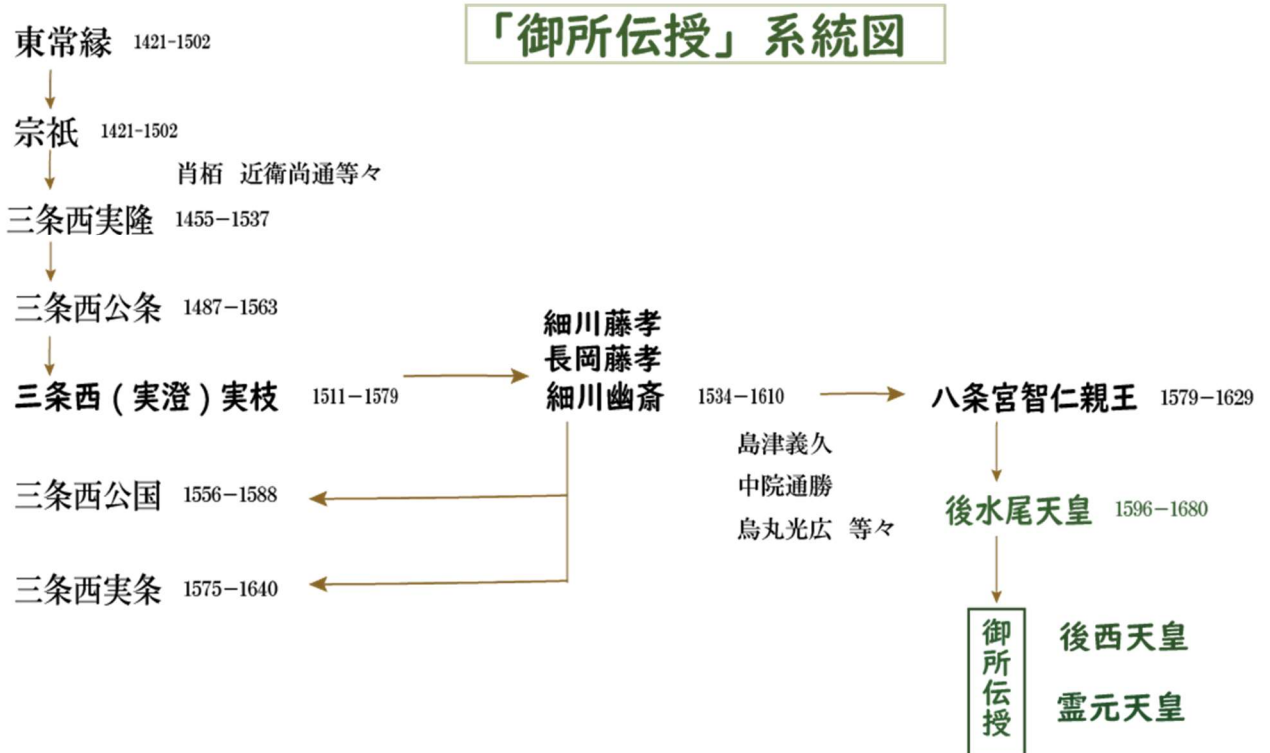 「御所伝授」系統図
東常縁 1421-1502
宗祇 1421-1502
肖栢 近衛尚通等々
三条西実隆 1455−1537
三条西公条 1487−1563
三条西(実澄)実枝 1511−1579
細川藤孝
長岡藤孝
細川幽斎 1534−1610
島津義久
中院通勝
烏丸光広 等々
三条西公国 1556−1588
三条西実条 1575−1640
八条宮智仁親王 1579−1629
後水尾天皇 1596−1680
御所伝授
後西天皇
霊元天皇